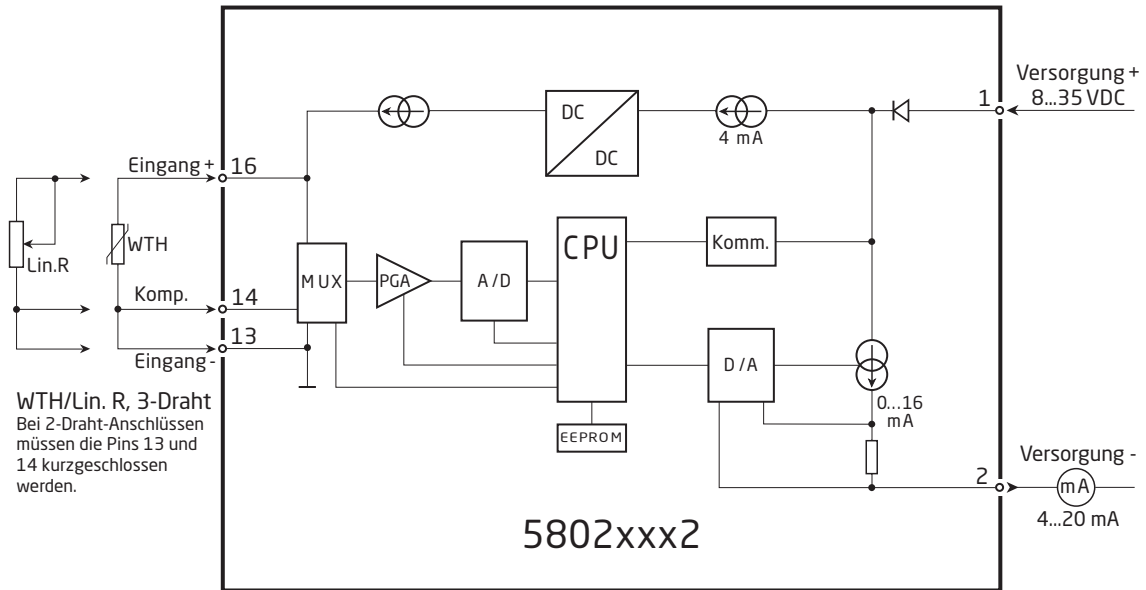 Versorgung +
8...35 VDC
1
DC
DC
4 mA
Eingang +
16
WTH
Lin.R
Komp.
14
13
Eingang -
MUX
PGA
A/D
CPU
Komm.
D/A
0...16
mA
EEPROM
WTH/Lin. R, 3-Draht
Bei 2-Draht-Anschlüssen
müssen die Pins 13 und
14 kurzgeschlossen
werden.
Versorgung -
2
mA
4...20 mA
5802xxx2